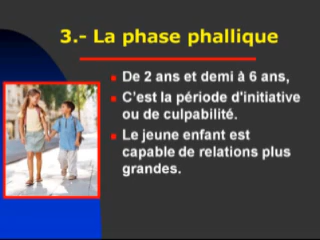 3.- La phase phallique
De 2 ans et demi à 6 ans,
C'est la période d'initiative
ou de culpabilité.
Le jeune enfant est
capable de relations plus
grandes.